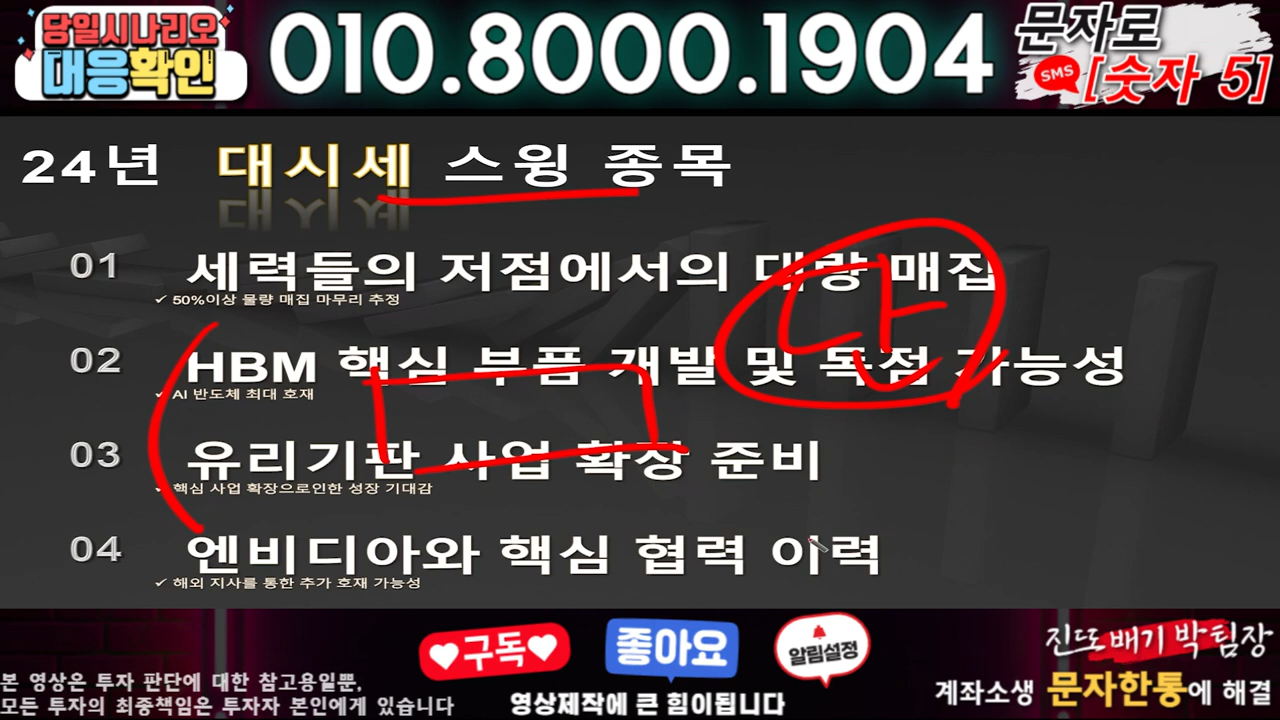 당일시나리오
대응확인
010.8000.1904
문자로
SMS
[숫자 5]
24년 대시세 스윙 종목
01 세력들의 저점에서의 대량 매집
✓ 50%이상 물량 매집 마무리 추정
02 HBM 핵심 부품 개발 및 독점 가능성
✓ AI 반도체 최대 호재
03 유리기판 사업 확장 준비
✓ 핵심 사업 확장으로인한 성장 기대감
04 엔비디아와 핵심 협력 이력
✓ 해외 지사를 통한 추가 호재 가능성
구독
좋아요
알림설정
영상제작에 큰 힘이됩니다
본 영상은 투자 판단에 대한 참고용일뿐,
모든 투자의 최종책임은 투자자 본인에게 있습니다
진또배기 박팀장
계좌소생 문자한통에 해결